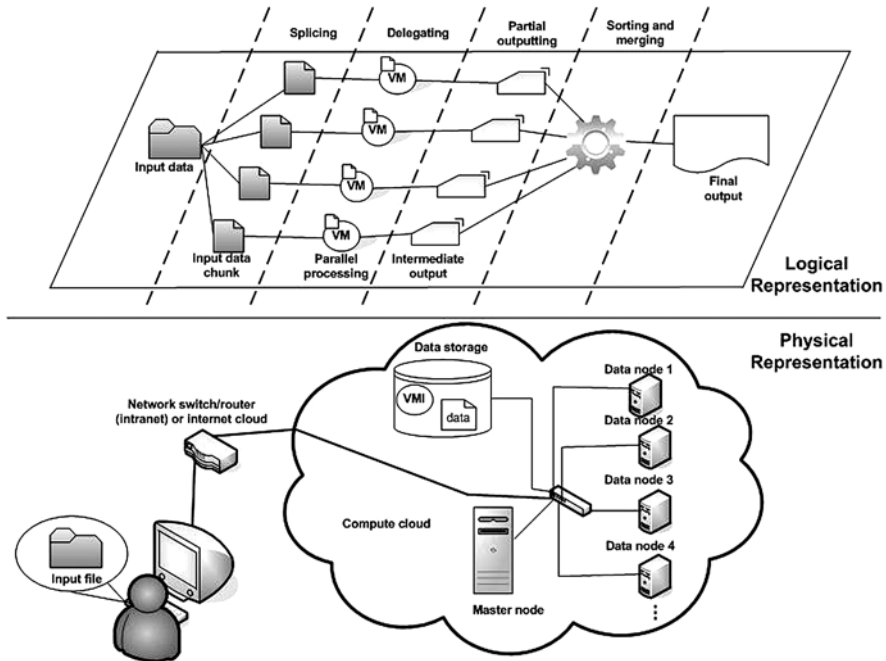 Splicing
Delegating
Partial
outputting
Sorting and
merging
VM
VM
VM
VM
Input data
Final
output
Input data
chunk
Parallel
processing
Intermediate
output
Logical
Representation
Physical
Representation
Data storage
VMI
data
Data node 1
Data node 2
Data node 3
Data node 4
Network switch/router
(intranet) or internet cloud
Compute cloud
Master node
Input file